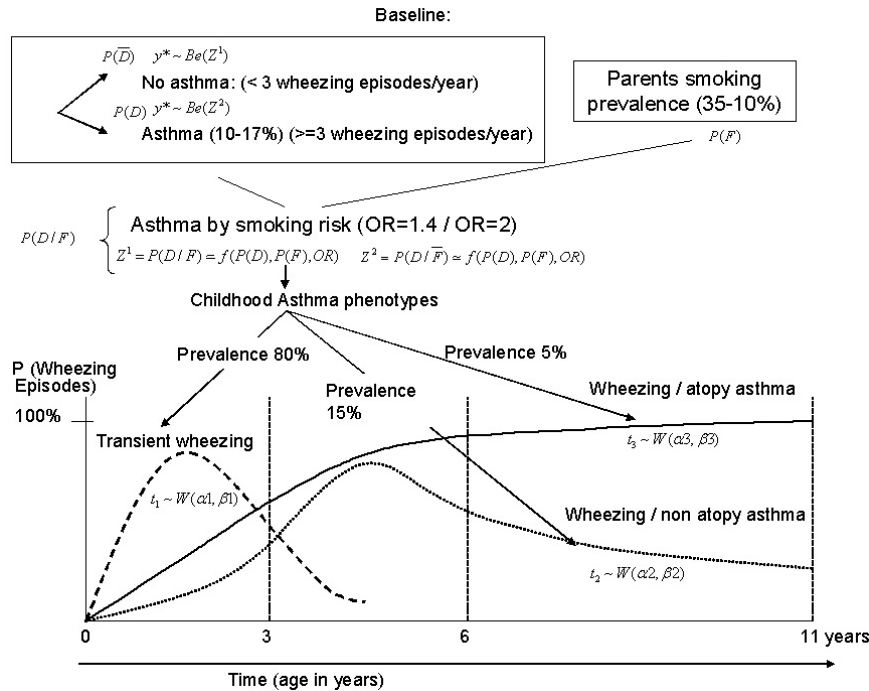 Baseline:
P(D̅) y* ~ Be(Z¹)
No asthma: (< 3 wheezing episodes/year)
P(D) y* ~ Be(Z²)
Asthma (10-17%) (>=3 wheezing episodes/year)
Parents smoking
prevalence (35-10%)
P(F)
P(D/F)
Asthma by smoking risk (OR=1.4 / OR=2)
Z¹ = P(D/F) = f(P(D), P(F), OR) Z² = P(D/F̅) ≃ f(P(D), P(F), OR)
Childhood Asthma phenotypes
Prevalence 80%
Prevalence 5%
Prevalence
15%
P (Wheezing
Episodes)
100%
Wheezing / atopy asthma
Transient wheezing
t₃ ~ W(α3, β3)
t₁ ~ W(α1, β1)
Wheezing / non atopy asthma
t₂ ~ W(α2, β2)
0 3 6 11 years
Time (age in years)